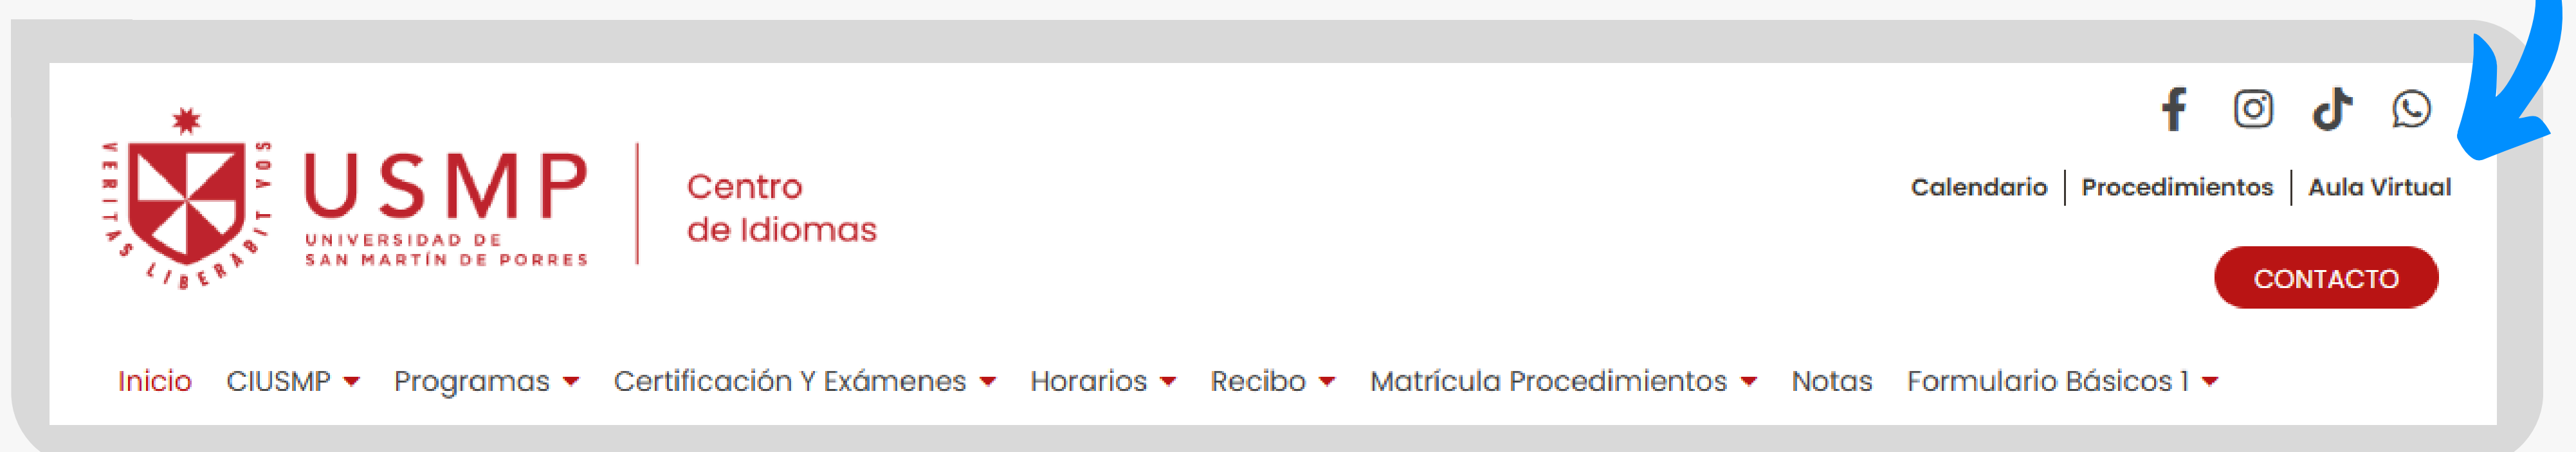 VERITAS LIBERABIT VOS
USMP
UNIVERSIDAD DE
SAN MARTÍN DE PORRES
Centro
de Idiomas
Calendario | Procedimientos | Aula Virtual
CONTACTO
Inicio CIUSMP Programas Certificación Y Exámenes Horarios Recibo Matrícula Procedimientos Notas Formulario Básicos 1